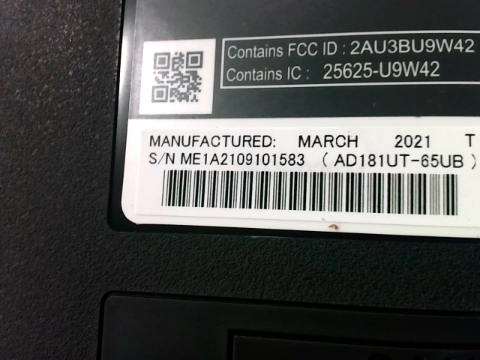 Contains FCC ID : 2AU3BU9W42
Contains IC : 25625-U9W42
MANUFACTURED: MARCH 2021 T
S/N ME1A2109101583 ( AD181UT-65UB )